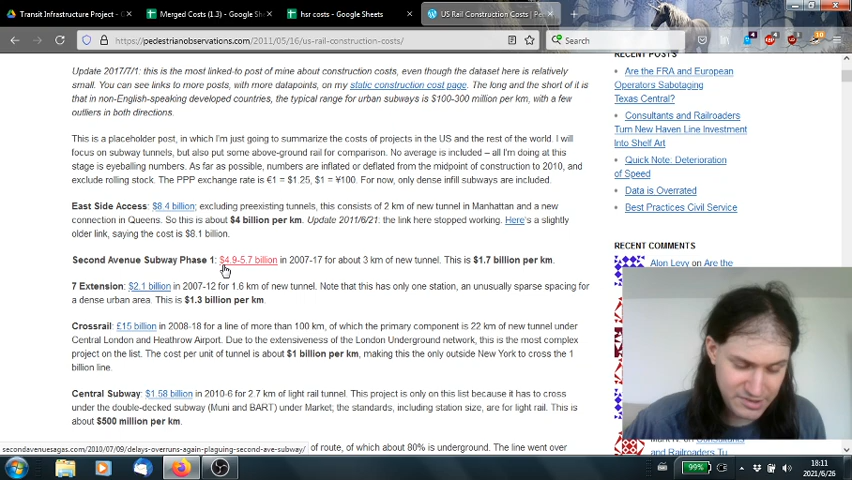 Transit Infrastructure Project - G
Merged Costs (1.3) - Google Sh
hsr costs - Google Sheets
US Rail Construction Costs | Pe
https://pedestrianobservations.com/2011/05/16/us-rail-construction-costs/
Search
Update 2017/7/1: this is the most linked-to post of mine about construction costs, even though the dataset here is relatively
small. You can see links to more posts, with more datapoints, on my static construction cost page. The long and the short of it is
that in non-English-speaking developed countries, the typical range for urban subways is $100-300 million per km, with a few
outliers in both directions.
This is a placeholder post, in which I'm just going to summarize the costs of projects in the US and the rest of the world. I will
focus on subway tunnels, but also put some above-ground rail for comparison. No average is included – all I'm doing at this
stage is eyeballing numbers. As far as possible, numbers are inflated or deflated from the midpoint of construction to 2010, and
exclude rolling stock. The PPP exchange rate is €1 = $1.25, $1 = ¥100. For now, only dense infill subways are included.
East Side Access: $8.4 billion; excluding preexisting tunnels, this consists of 2 km of new tunnel in Manhattan and a new
connection in Queens. So this is about $4 billion per km. Update 2011/6/21: the link here stopped working. Here's a slightly
older link, saying the cost is $8.1 billion.
Second Avenue Subway Phase 1: $4.9-5.7 billion in 2007-17 for about 3 km of new tunnel. This is $1.7 billion per km.
7 Extension: $2.1 billion in 2007-12 for 1.6 km of new tunnel. Note that this has only one station, an unusually sparse spacing for
a dense urban area. This is $1.3 billion per km.
Crossrail: £15 billion in 2008-18 for a line of more than 100 km, of which the primary component is 22 km of new tunnel under
Central London and Heathrow Airport. Due to the extensiveness of the London Underground network, this is the most complex
project on the list. The cost per unit of tunnel is about $1 billion per km, making this the only outside New York to cross the 1
billion line.
Central Subway: $1.58 billion in 2010-6 for 2.7 km of light rail tunnel. This project is only on this list because it has to cross
under the double-decked subway (Muni and BART) under Market; the standards, including station size, are for light rail. This is
about $500 million per km.
of route, of which about 80% is underground. The line went over
secondavenuesagas.com/2010/07/09/delays-overruns-again-plaguing-second-ave-subway/
RECENT POSTS
Are the FRA and European
Operators Sabotaging
Texas Central?
Consultants and Railroaders
Turn New Haven Line Investment
Into Shelf Art
Quick Note: Deterioration
of Speed
Data is Overrated
Best Practices Civil Service
RECENT COMMENTS
Alon Levy on Are the
Consultants
and Railroaders Tu
99%
18:11
2021/6/26